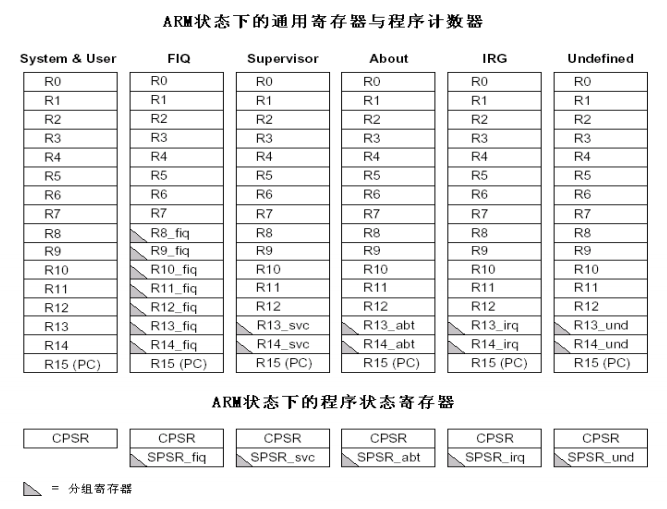 ARM状态下的通用寄存器与程序计数器
System & User FIQ Supervisor About IRG Undefined
R0 R0 R0 R0 R0 R0
R1 R1 R1 R1 R1 R1
R2 R2 R2 R2 R2 R2
R3 R3 R3 R3 R3 R3
R4 R4 R4 R4 R4 R4
R5 R5 R5 R5 R5 R5
R6 R6 R6 R6 R6 R6
R7 R7 R7 R7 R7 R7
R8 R8_fiq R8 R8 R8 R8
R9 R9_fiq R9 R9 R9 R9
R10 R10_fiq R10 R10 R10 R10
R11 R11_fiq R11 R11 R11 R11
R12 R12_fiq R12 R12 R12 R12
R13 R13_fiq R13_svc R13_abt R13_irq R13_und
R14 R14_fiq R14_svc R14_abt R14_irq R14_und
R15 (PC) R15 (PC) R15 (PC) R15 (PC) R15 (PC) R15 (PC)
ARM状态下的程序状态寄存器
CPSR CPSR CPSR CPSR CPSR CPSR
SPSR_fiq SPSR_svc SPSR_abt SPSR_irq SPSR_und
= 分组寄存器